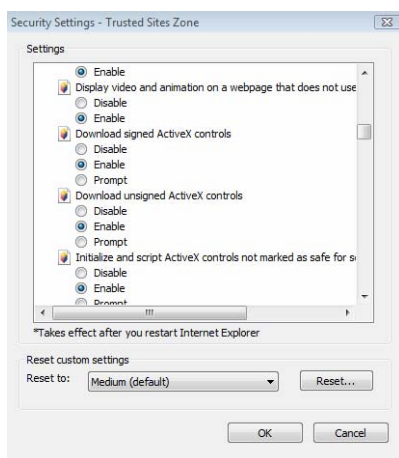 Security Settings - Trusted Sites Zone
Settings
Enable
Display video and animation on a webpage that does not use
Disable
Enable
Download signed ActiveX controls
Disable
Enable
Prompt
Download unsigned ActiveX controls
Disable
Enable
Prompt
Initialize and script ActiveX controls not marked as safe for
Disable
Enable
Prompt
*Takes effect after you restart Internet Explorer
Reset custom settings
Reset to: Medium (default) Reset...
OK Cancel